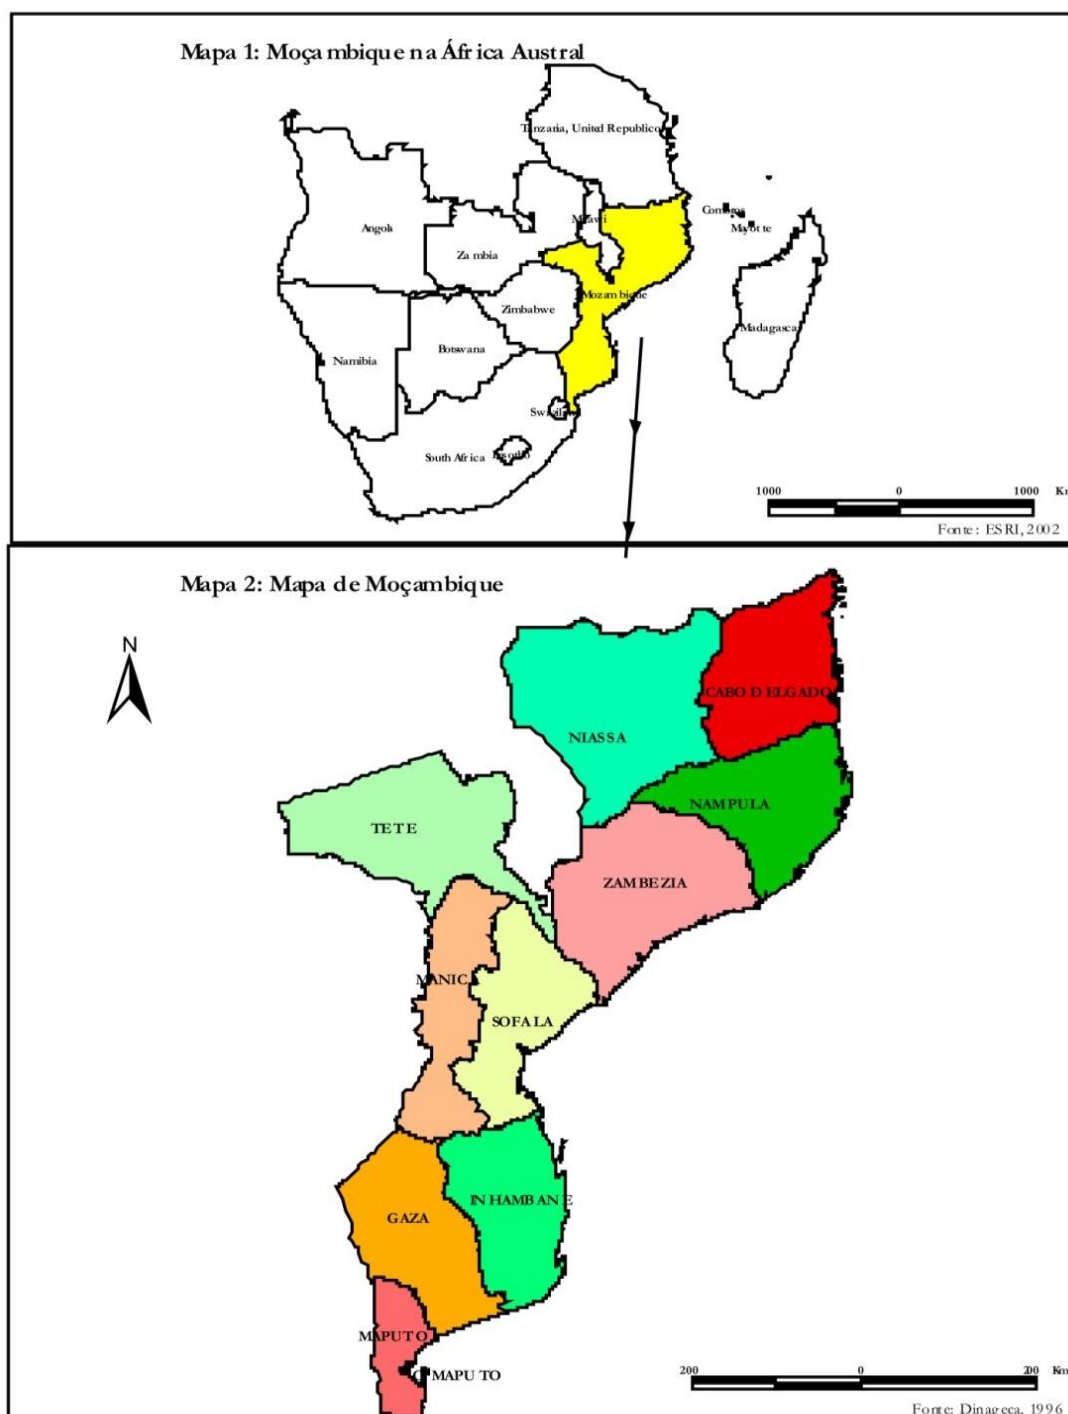 Mapa 1: Moçambique na África Austral
Tanzania, United Republic o
Comoros
Malawi
Mayotte
Angola
Zambia
Mozambique
Zimbabwe
Madagascar
Botswana
Namibia
Swaziland
South Africa
Lesotho
1000 0 1000 Km
Fonte: ESRI, 2002
Mapa 2: Mapa de Moçambique
N
CABO DELGADO
NIASSA
NAMPULA
TETE
ZAMBEZIA
MANICA
SOFALA
INHAMBANE
GAZA
MAPUTO
C MAPUTO
200 0 200 Km
Fonte: Dinageca, 1996